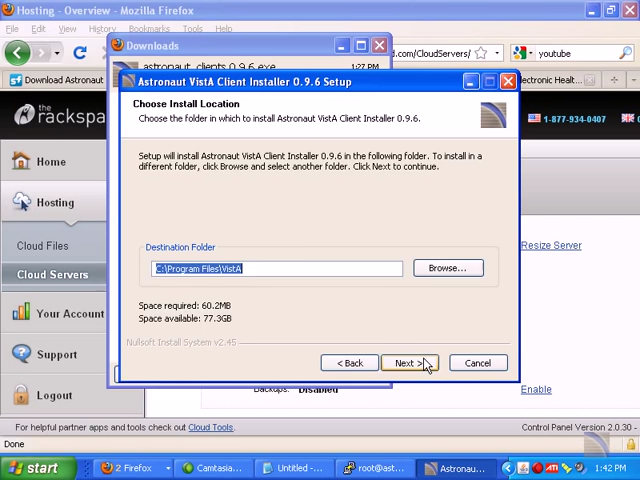 Hosting - Overview - Mozilla Firefox
File Edit View History Bookmarks Tools Utilities Help
Downloads
astronaut_clients 0.9.6.exe 1:27 PM
.com/CloudServers/
youtube
Download Astronaut
lectronic Healt...
Astronaut VistA Client Installer 0.9.6 Setup
Choose Install Location
Choose the folder in which to install Astronaut VistA Client Installer 0.9.6.
the
rackspa
1-877-934-0407
Setup will install Astronaut VistA Client Installer 0.9.6 in the following folder. To install in a
different folder, click Browse and select another folder. Click Next to continue.
Home
Hosting
Cloud Files
Cloud Servers
Your Account
Support
Logout
Resize Server
Destination Folder
C:\Program Files\VistA
Browse...
Space required: 60.2MB
Space available: 77.3GB
Nullsoft Install System v2.45
< Back Next > Cancel
Backups: Disabled Enable
For helpful partner apps and tools check out Cloud Tools.
Control Panel Version 2.0.30 -
Done
start 2 Firefox Camtasia... Untitled - ... root@ast... Astronau... 1:42 PM